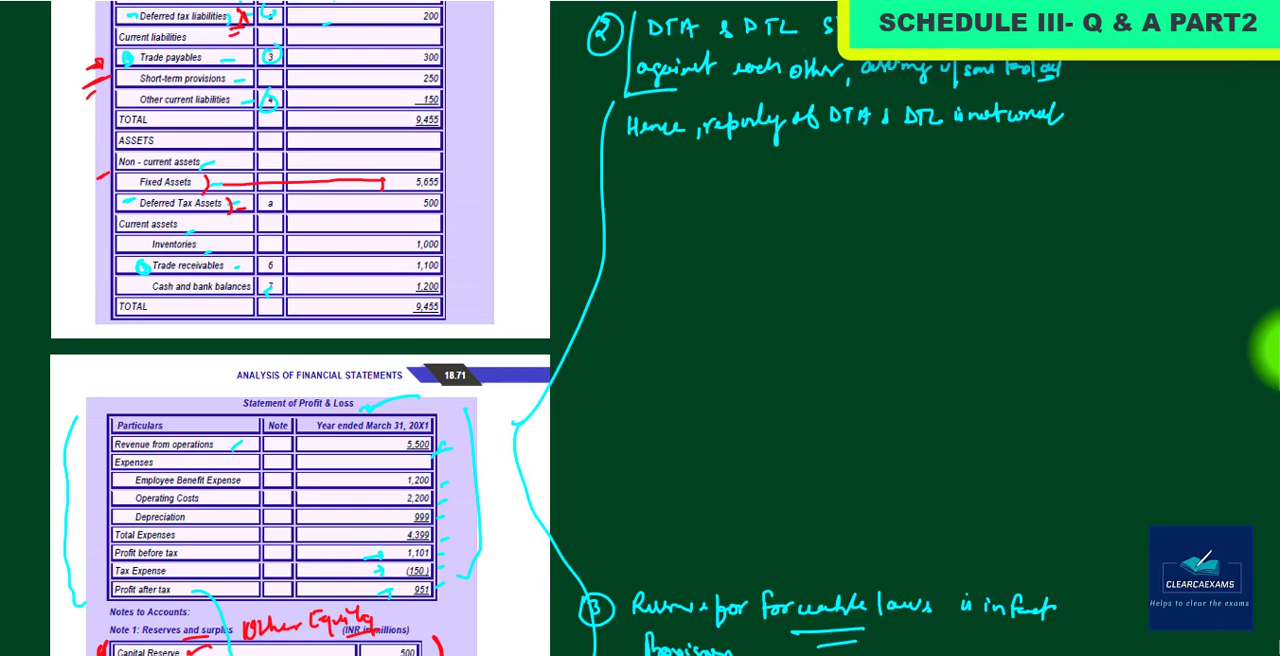 SCHEDULE III- Q & A PART2
Deferred tax liabilities 200
Current liabilities
Trade payables 3 300
Short-term provisions 250
Other current liabilities 4 150
TOTAL 9,455
ASSETS
Non - current assets
Fixed Assets 5,655
Deferred Tax Assets a 500
Current assets
Inventories 1,000
Trade receivables 6 1,100
Cash and bank balances 7 1,200
TOTAL 9,455
ANALYSIS OF FINANCIAL STATEMENTS 18.71
Statement of Profit & Loss
Particulars Note Year ended March 31, 20X1
Revenue from operations 5,500
Expenses
Employee Benefit Expense 1,200
Operating Costs 2,200
Depreciation 999
Total Expenses 4,399
Profit before tax 1,101
Tax Expense (150)
Profit after tax 951
Notes to Accounts:
Other Equity
Note 1: Reserves and surplus (INR in millions)
Capital Reserve 500
2 DTA & DTL
against each other,
Hence, of DTA & DTL is not
3 for laws is in fact
CLEARCAEXAMS
Helps to clear the exams